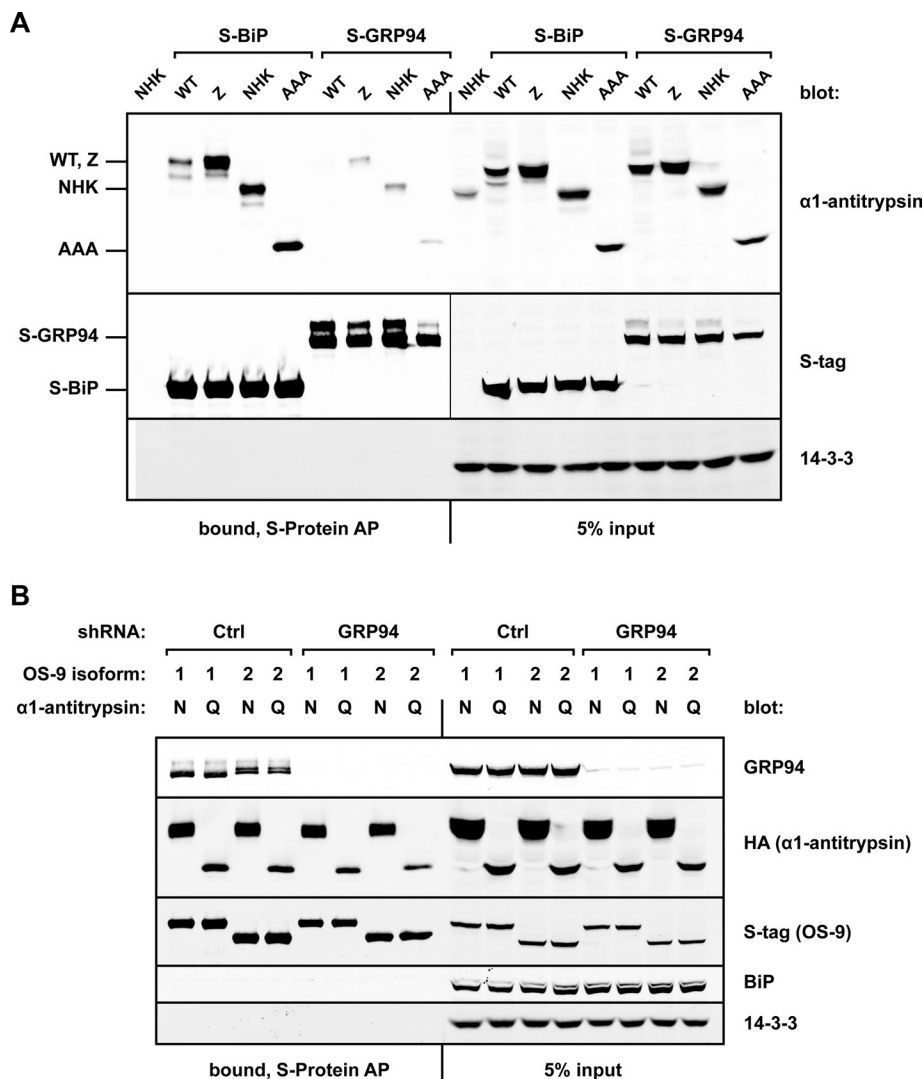 A
S-BiP S-GRP94 S-BiP S-GRP94
NHK WT Z NHK AAA WT Z NHK AAA NHK WT Z NHK AAA WT Z NHK AAA blot:
WT, Z
NHK
α1-antitrypsin
AAA
S-GRP94
S-tag
S-BiP
14-3-3
bound, S-Protein AP 5% input
B
shRNA: Ctrl GRP94 Ctrl GRP94
OS-9 isoform: 1 1 2 2 1 1 2 2 1 1 2 2 1 1 2 2
α1-antitrypsin: N Q N Q N Q N Q N Q N Q N Q N Q blot:
GRP94
HA (α1-antitrypsin)
S-tag (OS-9)
BiP
14-3-3
bound, S-Protein AP 5% input